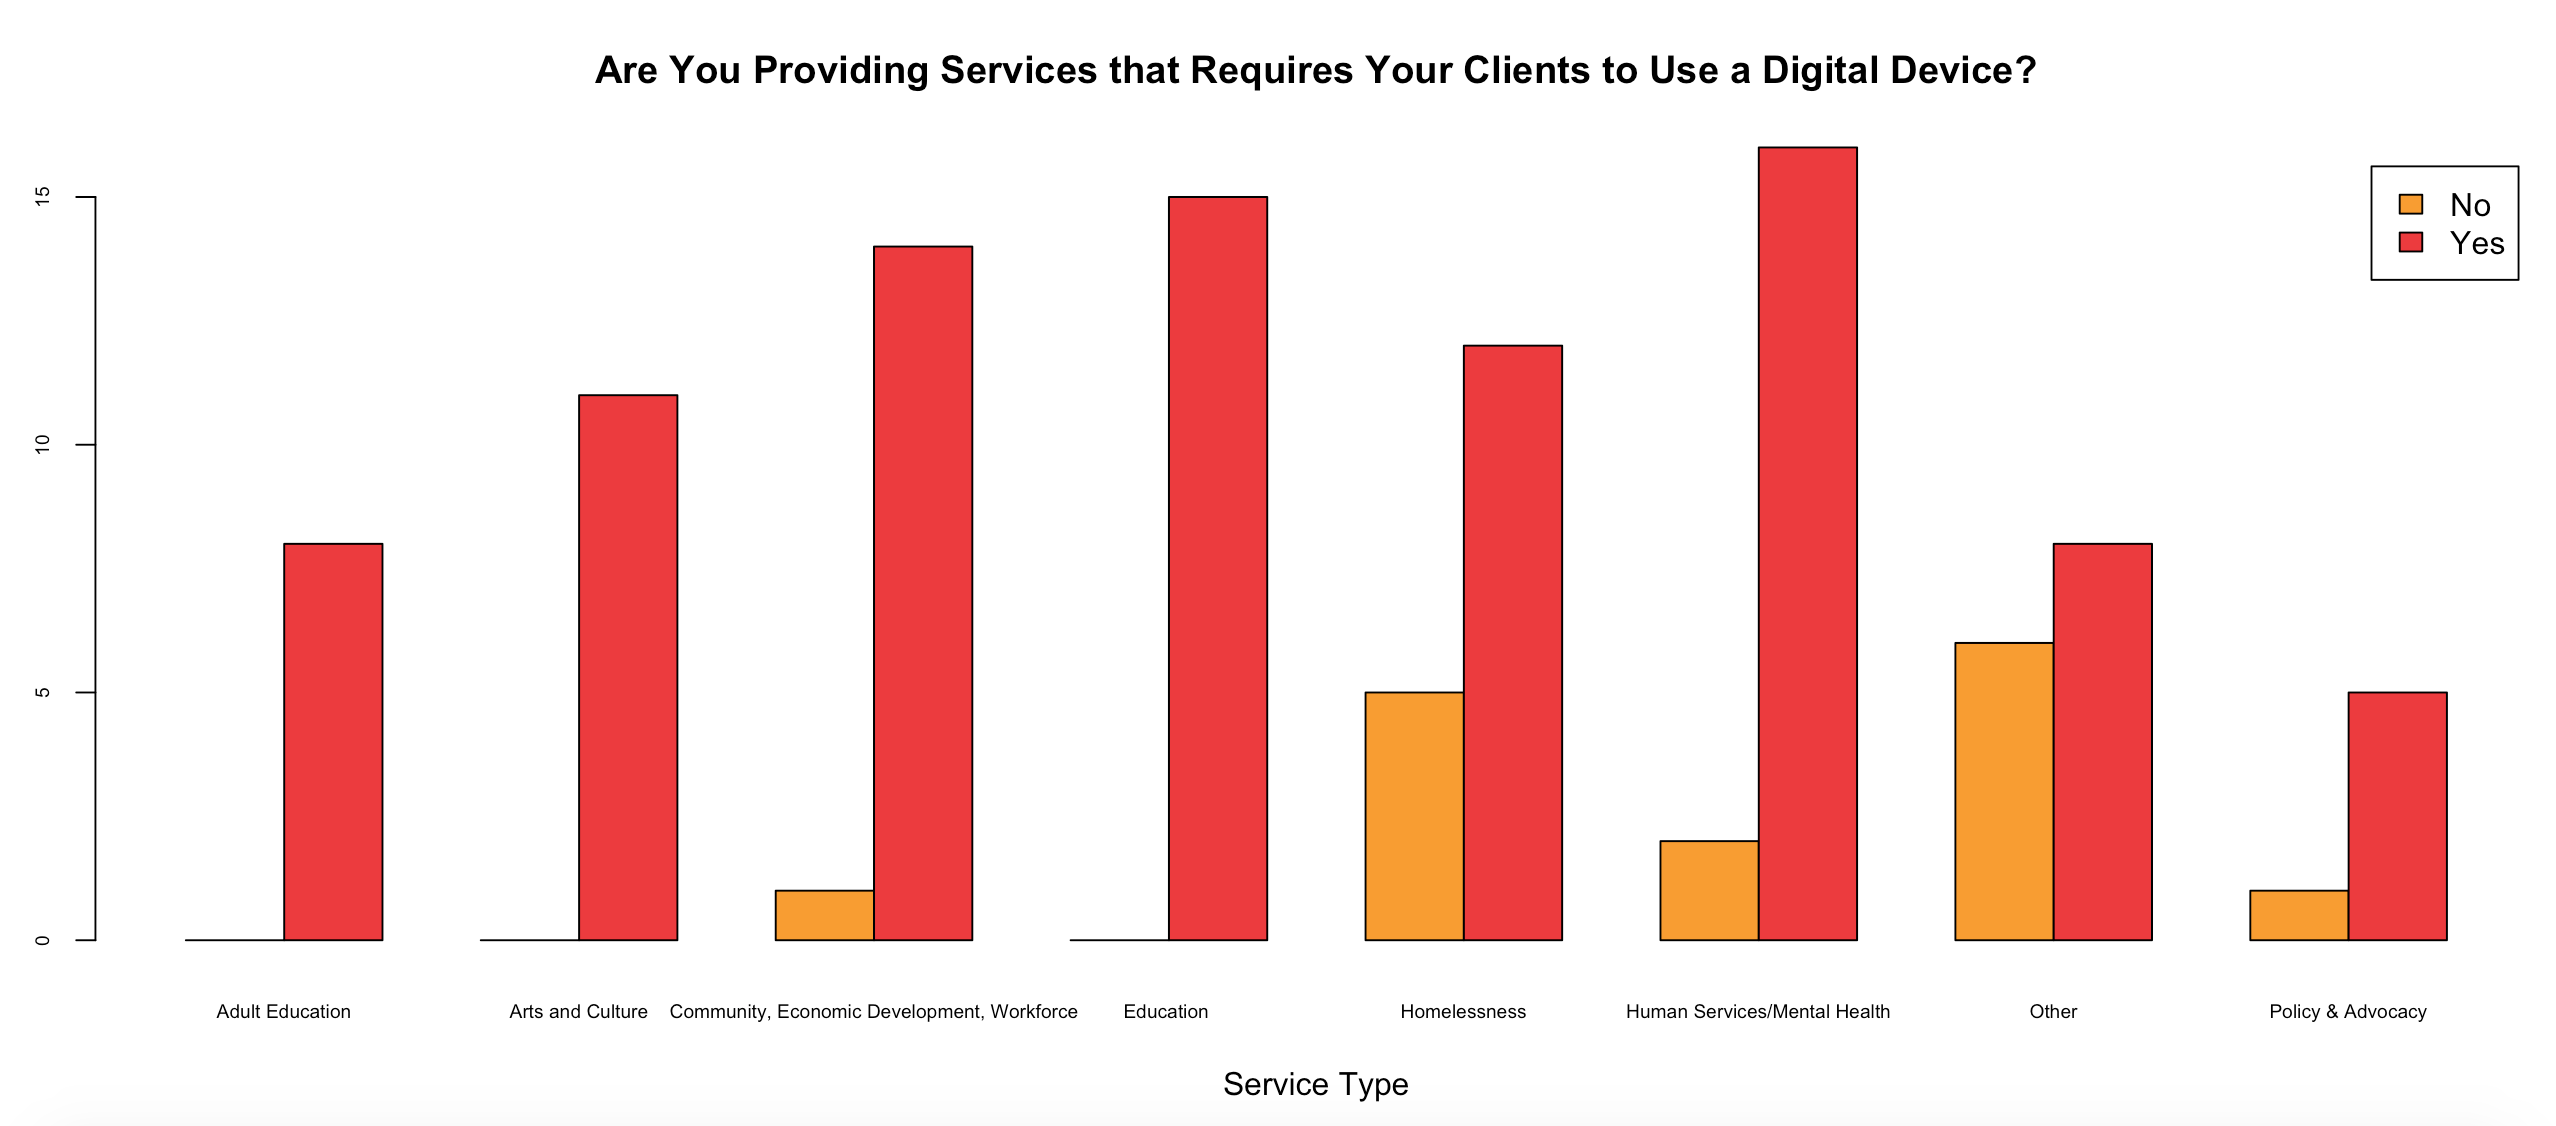 Are You Providing Services that Requires Your Clients to Use a Digital Device?
15
10
5
0
No
Yes
Adult Education
Arts and Culture
Community, Economic Development, Workforce
Education
Homelessness
Human Services/Mental Health
Other
Policy & Advocacy
Service Type